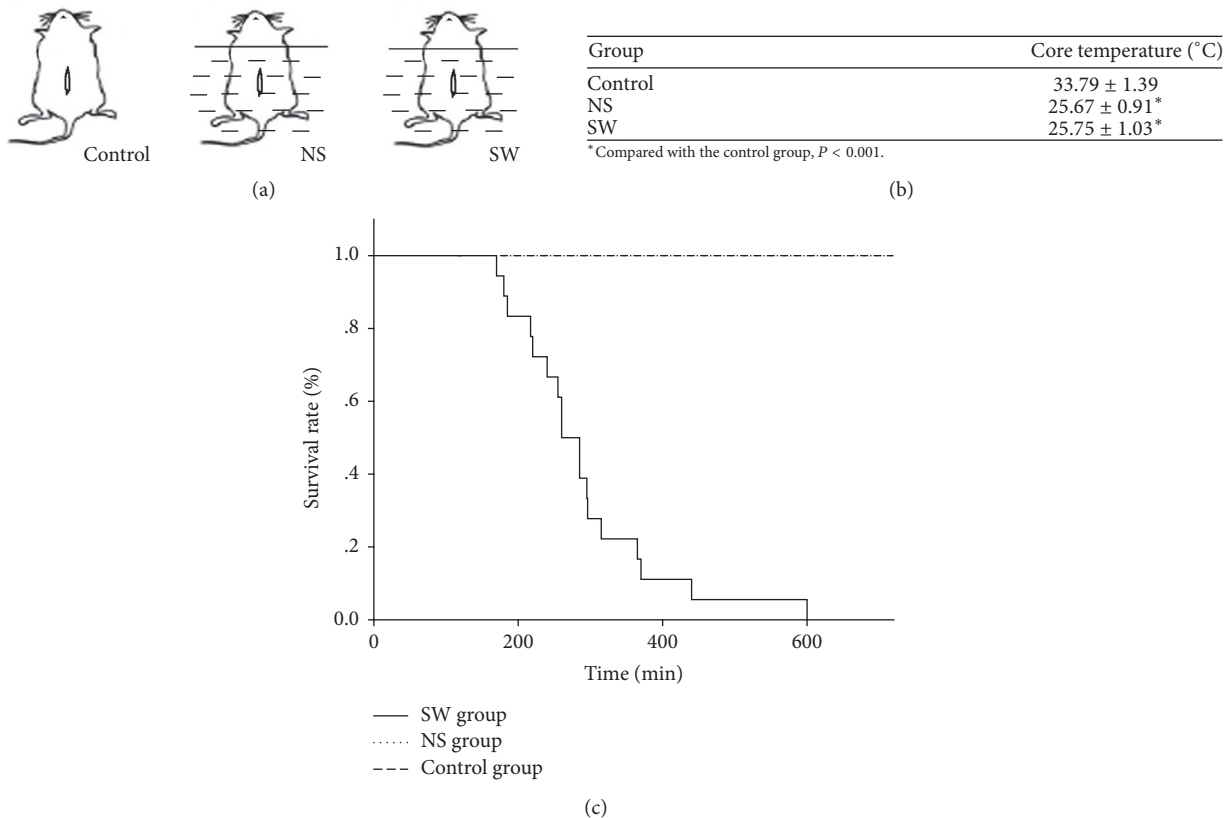 Control
NS
SW
(a)
Group Core temperature (°C)
Control 33.79 ± 1.39
NS 25.67 ± 0.91*
SW 25.75 ± 1.03*
*Compared with the control group, P < 0.001.
(b)
1.0
.8
.6
.4
.2
0.0
Survival rate (%)
0 200 400 600
Time (min)
SW group
NS group
Control group
(c)